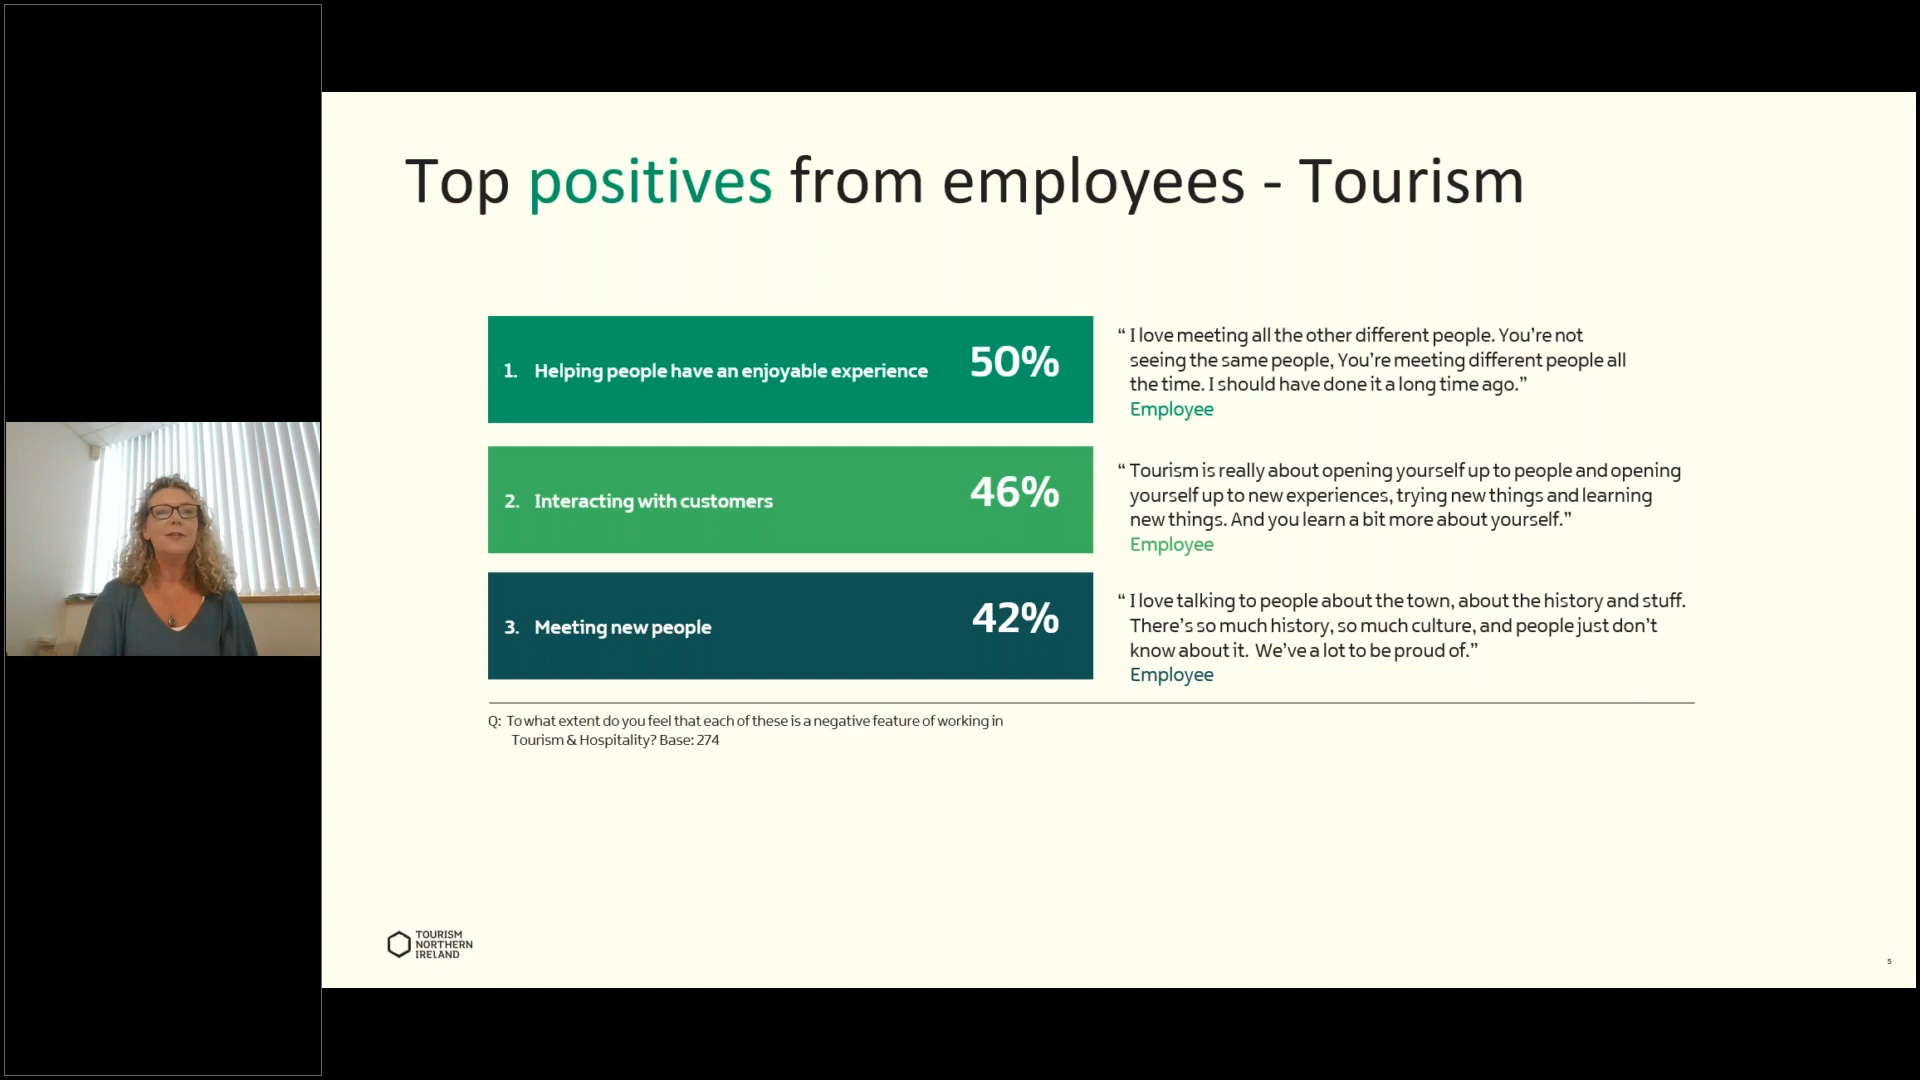 Top positives from employees - Tourism
1. Helping people have an enjoyable experience 50%
“ I love meeting all the other different people. You’re not
seeing the same people, You’re meeting different people all
the time. I should have done it a long time ago.”
Employee
2. Interacting with customers 46%
“ Tourism is really about opening yourself up to people and opening
yourself up to new experiences, trying new things and learning
new things. And you learn a bit more about yourself.”
Employee
3. Meeting new people 42%
“ I love talking to people about the town, about the history and stuff.
There’s so much history, so much culture, and people just don’t
know about it. We’ve a lot to be proud of.”
Employee
Q: To what extent do you feel that each of these is a negative feature of working in
Tourism & Hospitality? Base: 274
TOURISM
NORTHERN
IRELAND
5